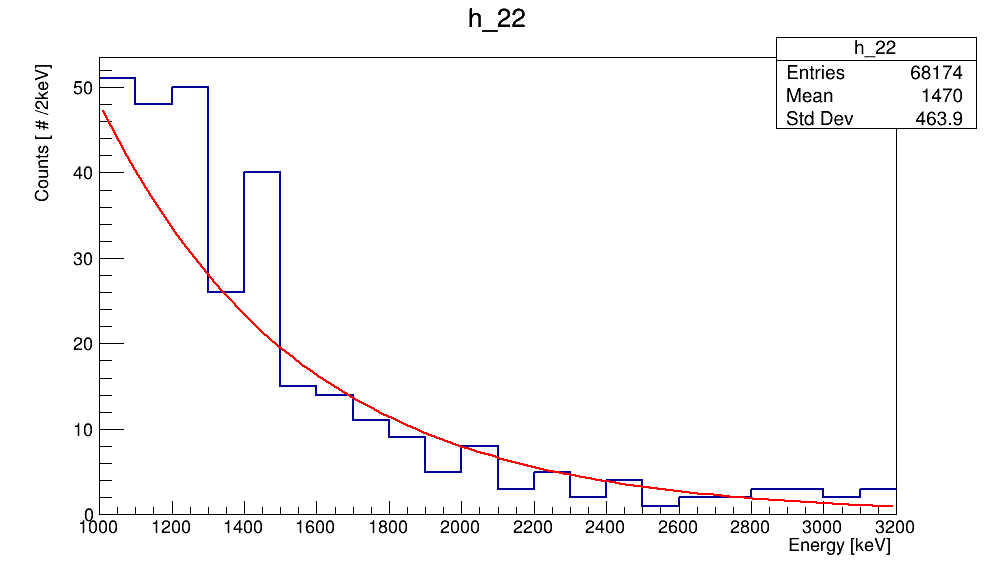 h_22
h_22
Entries 68174
Mean 1470
Std Dev 463.9
Counts [ # /2keV]
50
40
30
20
10
0
1000 1200 1400 1600 1800 2000 2200 2400 2600 2800 3000 3200
Energy [keV]